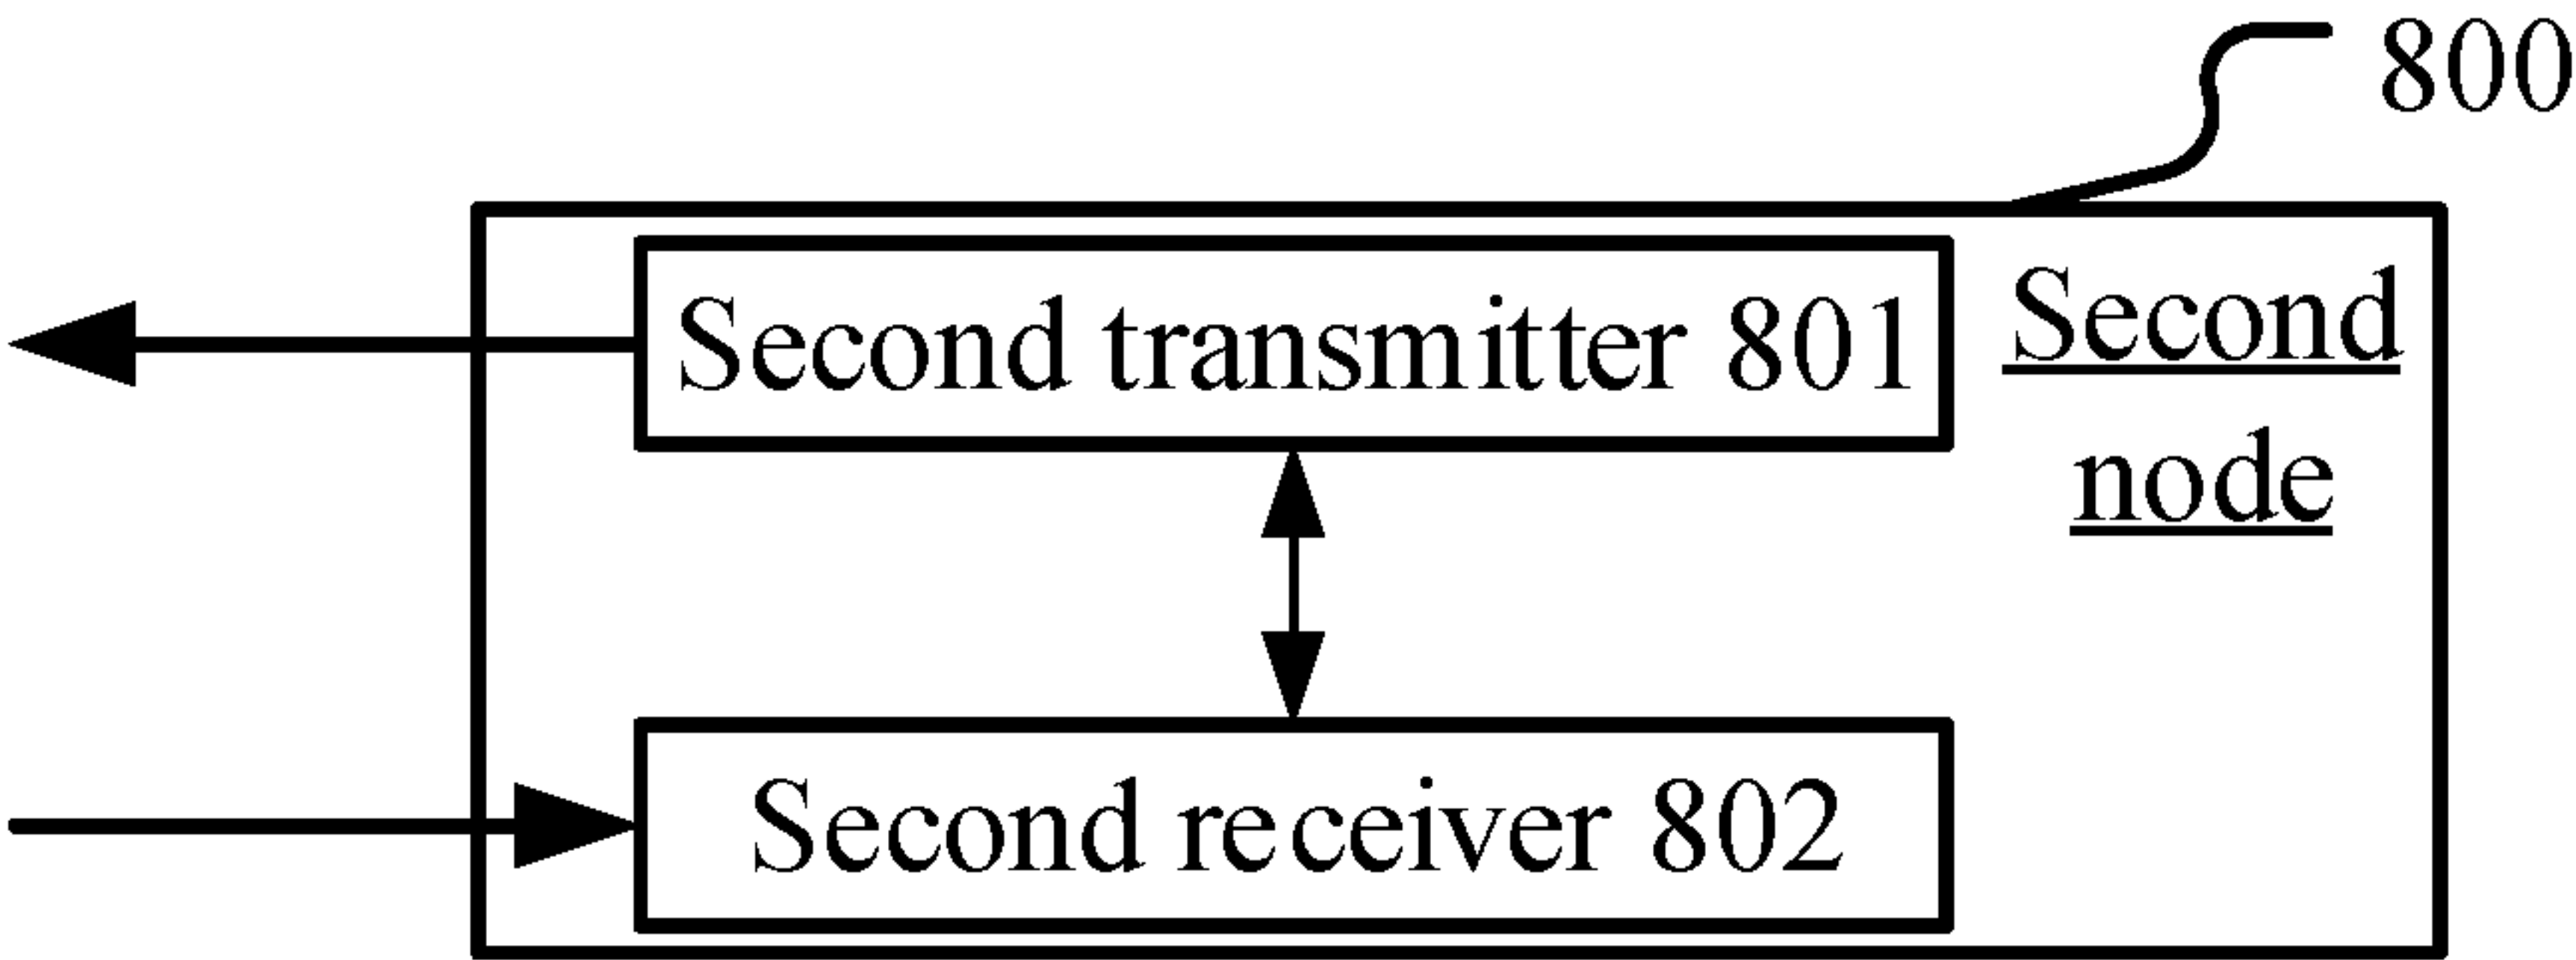 800
Second transmitter 801
Second
node
Second receiver 802